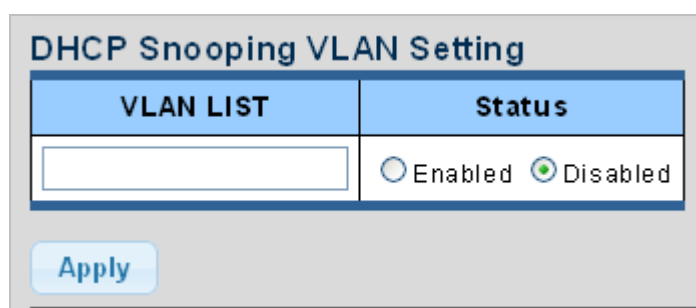 DHCP Snooping VLAN Setting
VLAN LIST Status
Enabled Disabled
Apply